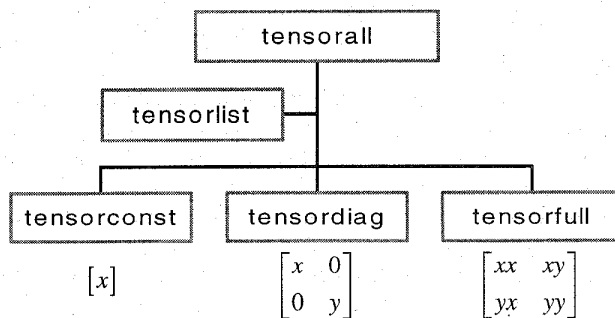 tensorall
tensorlist
tensorconst tensordiag tensorfull
[x] [x 0 [xx xy
0 y] yx yy]